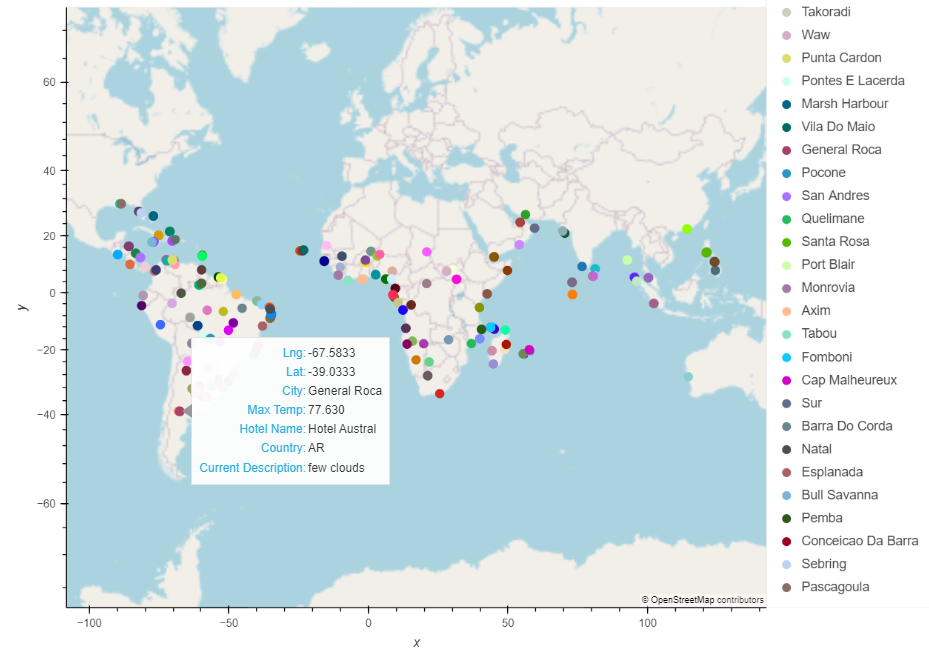 60
40
20
0
−20
−40
−60
y
−100
−50
0
50
100
x
Lng: -67.5833
Lat: -39.0333
City: General Roca
Max Temp: 77.630
Hotel Name: Hotel Austral
Country: AR
Current Description: few clouds
© OpenStreetMap contributors
Takoradi
Waw
Punta Cardon
Pontes E Lacerda
Marsh Harbour
Vila Do Maio
General Roca
Pocone
San Andres
Quelimane
Santa Rosa
Port Blair
Monrovia
Axim
Tabou
Fomboni
Cap Malheureux
Sur
Barra Do Corda
Natal
Esplanada
Bull Savanna
Pemba
Conceicao Da Barra
Sebring
Pascagoula